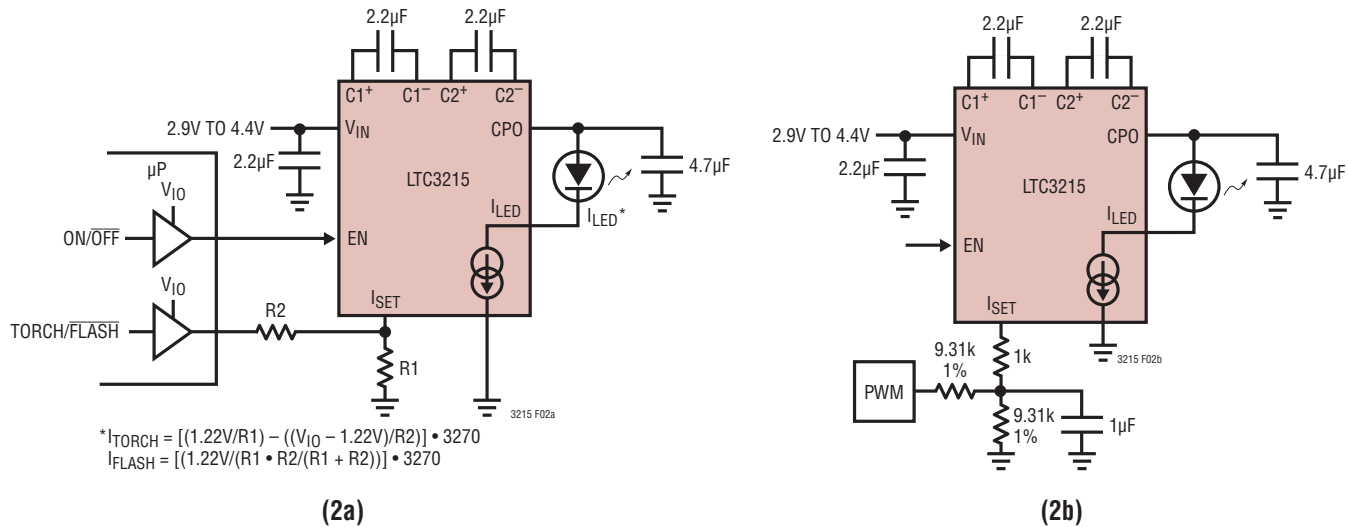 2.2µF 2.2µF
C1+ C1– C2+ C2–
2.9V TO 4.4V
VIN
CPO
2.2µF
4.7µF
µP
VIO
LTC3215
ILED
ILED*
ON/OFF
EN
VIO
ISET
TORCH/FLASH
R2
R1
3215 F02a
*ITORCH = [(1.22V/R1) – ((VIO – 1.22V)/R2)] • 3270
IFLASH = [(1.22V/(R1 • R2/(R1 + R2))] • 3270
(2a)
2.2µF 2.2µF
C1+ C1– C2+ C2–
2.9V TO 4.4V
VIN
CPO
2.2µF
4.7µF
LTC3215
ILED
EN
ISET
3215 F02b
1k
9.31k
1%
PWM
9.31k
1%
1µF
(2b)